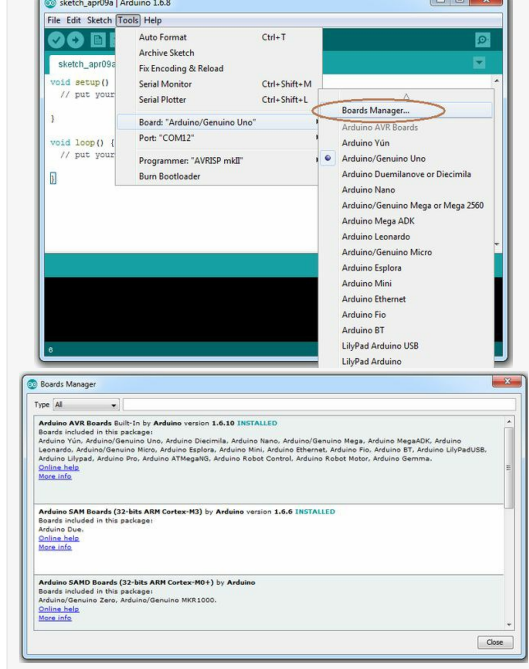 sketch_apr09a | Arduino 1.6.8
File Edit Sketch Tools Help
sketch_apr09a
void setup()
// put your
}
void loop() {
// put your
}
Auto Format Ctrl+T
Archive Sketch
Fix Encoding & Reload
Serial Monitor Ctrl+Shift+M
Serial Plotter Ctrl+Shift+L
Board: "Arduino/Genuino Uno"
Port: "COM12"
Programmer: "AVRISP mkII"
Burn Bootloader
Boards Manager...
Arduino AVR Boards
Arduino Yún
Arduino/Genuino Uno
Arduino Duemilanove or Diecimila
Arduino Nano
Arduino/Genuino Mega or Mega 2560
Arduino Mega ADK
Arduino Leonardo
Arduino/Genuino Micro
Arduino Esplora
Arduino Mini
Arduino Ethernet
Arduino Fio
Arduino BT
LilyPad Arduino USB
LilyPad Arduino
6
Boards Manager
Type All
Arduino AVR Boards Built-In by Arduino version 1.6.10 INSTALLED
Boards included in this package:
Arduino Yún, Arduino/Genuino Uno, Arduino Diecimila, Arduino Nano, Arduino/Genuino Mega, Arduino MegaADK, Arduino
Leonardo, Arduino/Genuino Micro, Arduino Esplora, Arduino Mini, Arduino Ethernet, Arduino Fio, Arduino BT, Arduino LilyPadUSB,
Arduino Lilypad, Arduino Pro, Arduino ATMegaNG, Arduino Robot Control, Arduino Robot Motor, Arduino Gemma.
Online help
More info
Arduino SAM Boards (32-bits ARM Cortex-M3) by Arduino version 1.6.6 INSTALLED
Boards included in this package:
Arduino Due.
Online help
More info
Arduino SAMD Boards (32-bits ARM Cortex-M0+) by Arduino
Boards included in this package:
Arduino/Genuino Zero, Arduino/Genuino MKR1000.
Online help
More info
Close